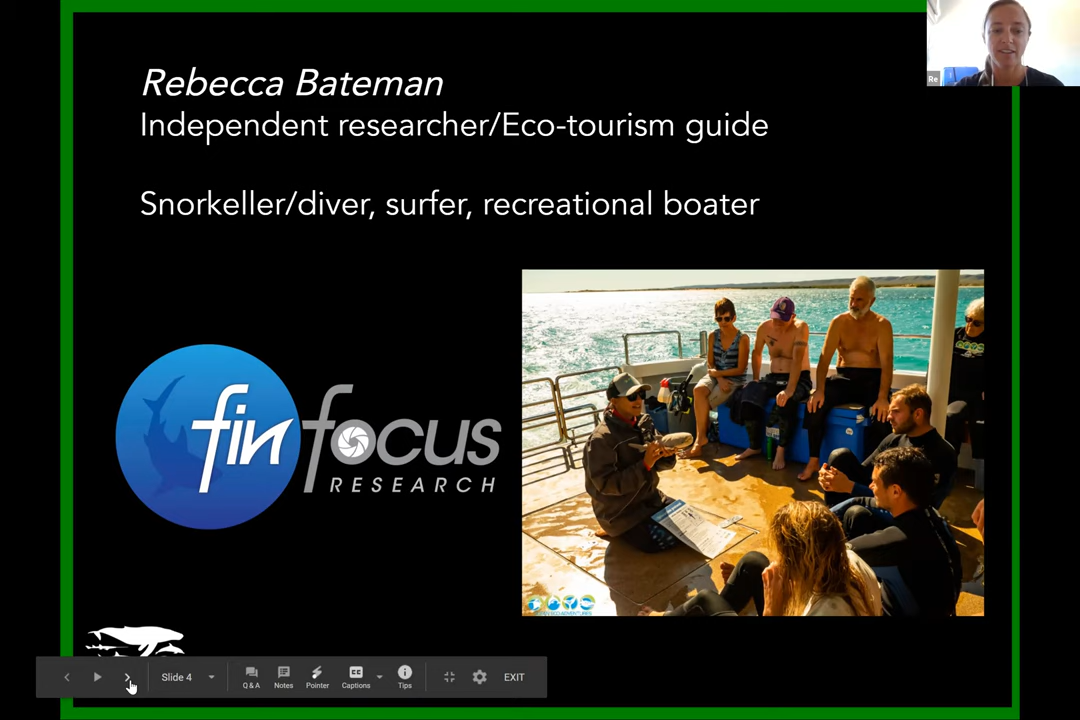 Rebecca Bateman
Independent researcher/Eco-tourism guide
Snorkeller/diver, surfer, recreational boater
fin focus
RESEARCH
Re
Slide 4
Q & A
Notes
Pointer
Captions
Tips
EXIT